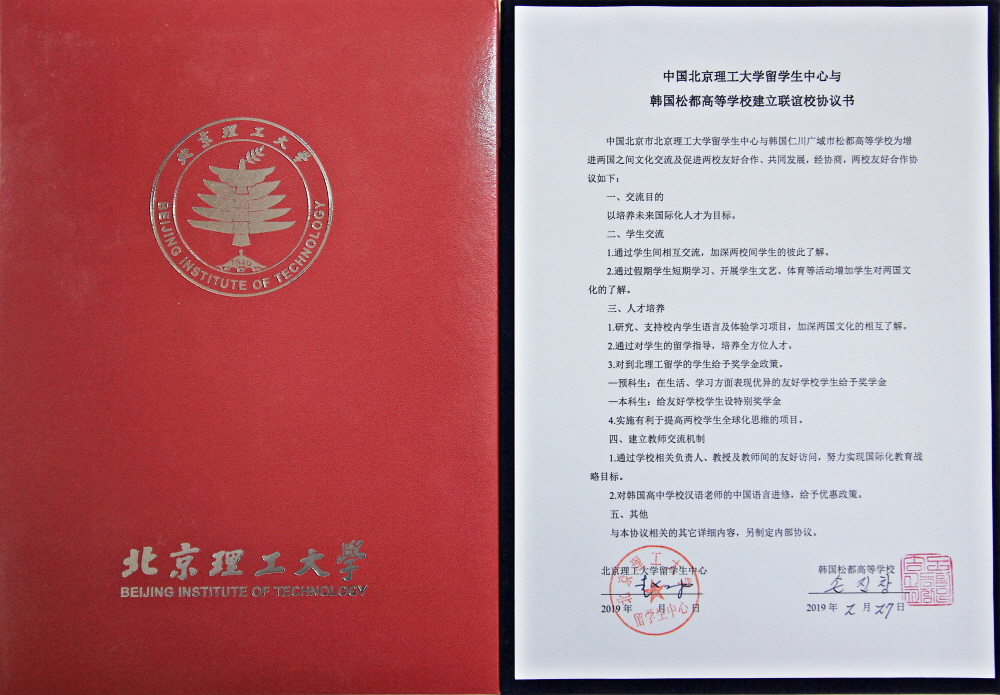 北京理工大学
BEIJING INSTITUTE OF TECHNOLOGY
1940
北京理工大學
BEIJING INSTITUTE OF TECHNOLOGY
中国北京理工大学留学生中心与
韩国松都高等学校建立联谊校协议书
中国北京市北京理工大学留学生中心与韩国仁川广域市松都高等学校为增
进两国之间文化交流及促进两校友好合作、共同发展，经协商，两校友好合作协
议如下：
一、交流目的
以培养未来国际化人才为目标。
二、学生交流
1.通过学生间相互交流，加深两校间学生的彼此了解。
2.通过假期学生短期学习、开展学生文艺、体育等活动增加学生对两国文
化的了解。
三、人才培养
1.研究、支持校内学生语言及体验学习项目，加深两国文化的相互了解。
2.通过对学生的留学指导，培养全方位人才。
3.对到北理工留学的学生给予奖学金政策。
—预科生：在生活、学习方面表现优异的友好学校学生给予奖学金
—本科生：给友好学校学生设特别奖学金
4.实施有利于提高两校学生全球化思维的项目。
四、建立教师交流机制
1.通过学校相关负责人、教授及教师间的友好访问，努力实现国际化教育战
略目标。
2.对韩国高中学校汉语老师的中国语言进修，给予优惠政策。
五、其他
与本协议相关的其它详细内容，另制定内部协议。
北京理工大学留学生中心
2019 年 月 日
北京理工大学
留学生中心
韩国松都高等学校
2019 年 2 月 27 日